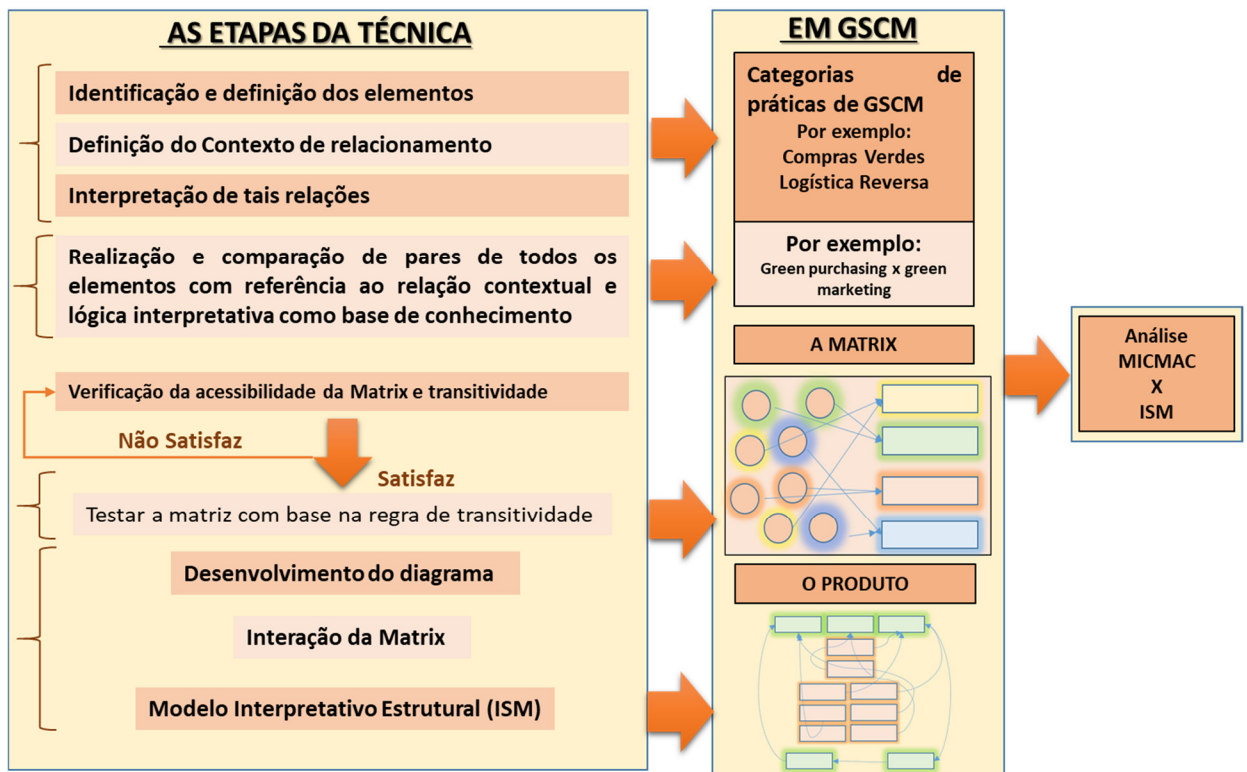 AS ETAPAS DA TÉCNICA
Identificação e definição dos elementos
Definição do Contexto de relacionamento
Interpretação de tais relações
Realização e comparação de pares de todos os
elementos com referência ao relação contextual e
lógica interpretativa como base de conhecimento
Verificação da acessibilidade da Matrix e transitividade
Não Satisfaz
Satisfaz
Testar a matriz com base na regra de transitividade
Desenvolvimento do diagrama
Interação da Matrix
Modelo Interpretativo Estrutural (ISM)
EM GSCM
Categorias de
práticas de GSCM
Por exemplo:
Compras Verdes
Logística Reversa
Por exemplo:
Green purchasing x green
marketing
A MATRIX
O PRODUTO
Análise
MICMAC
X
ISM